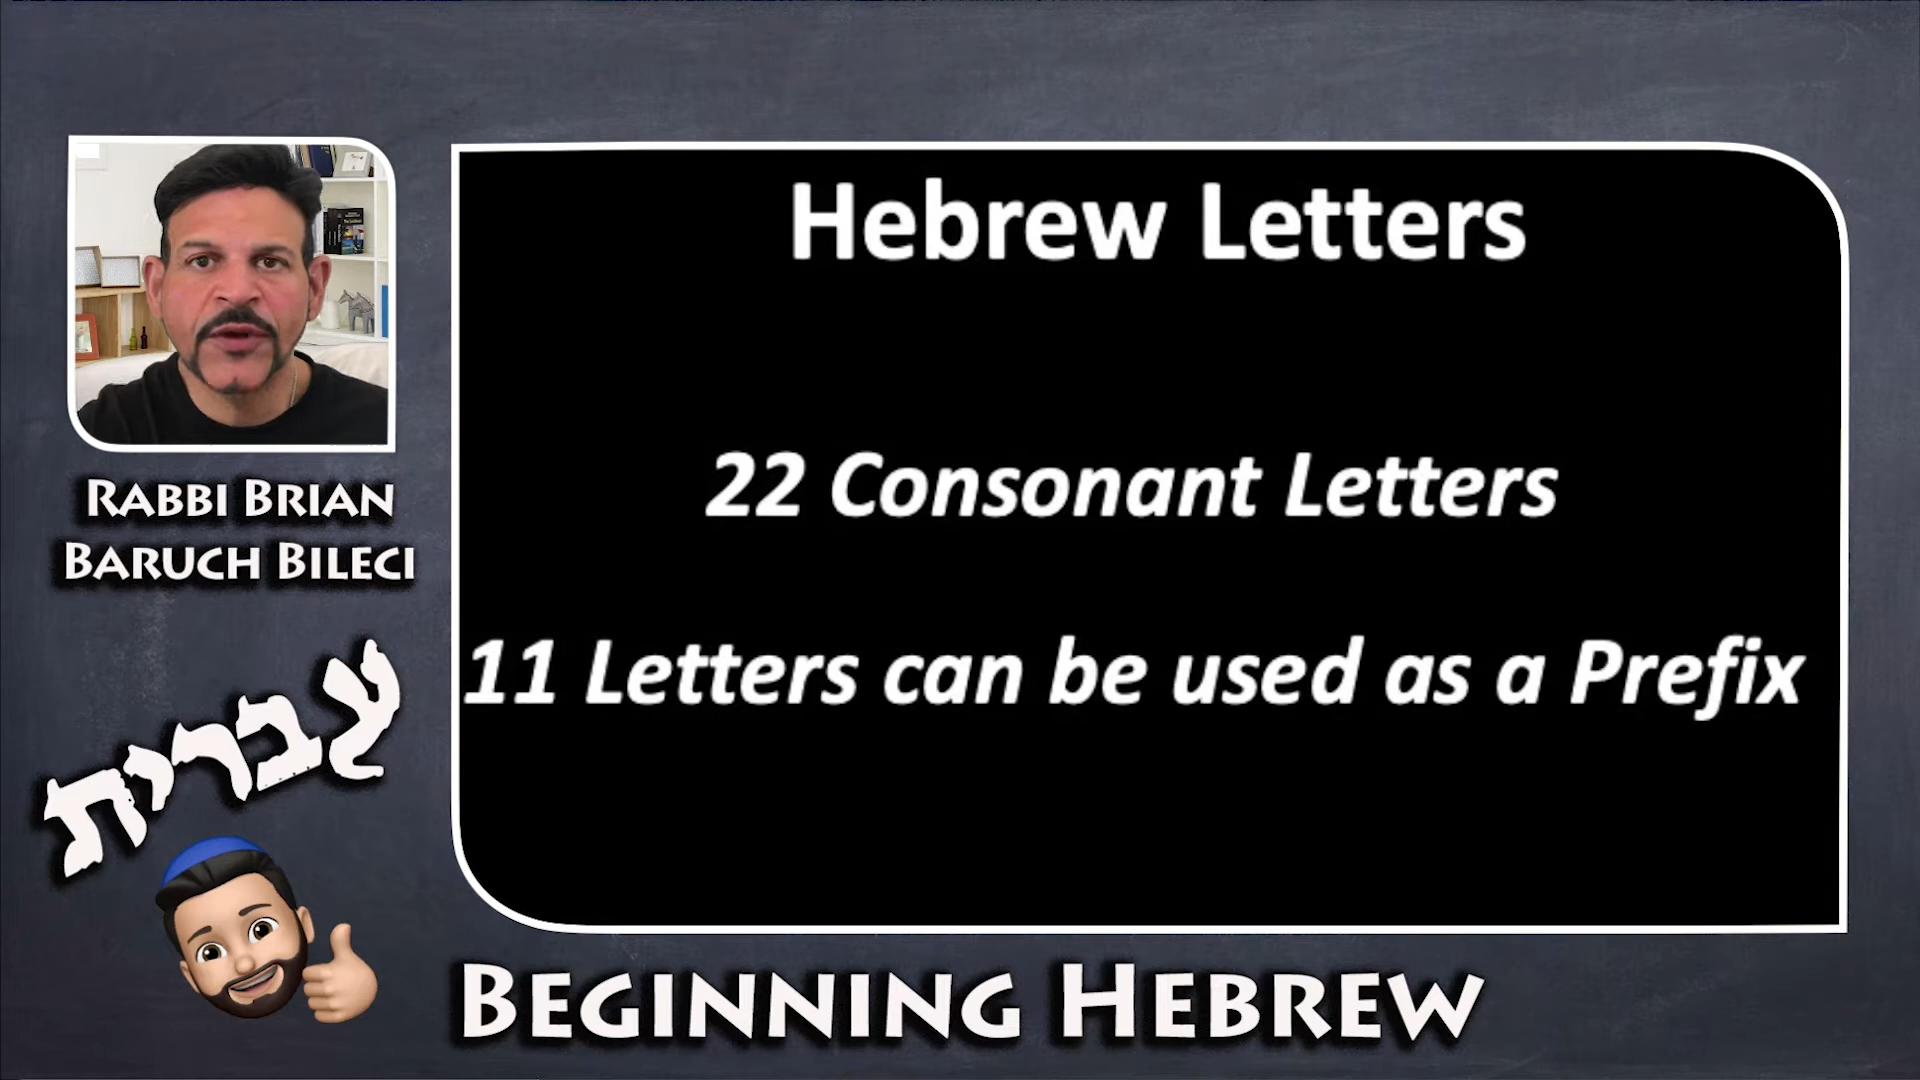 Hebrew Letters
22 Consonant Letters
11 Letters can be used as a Prefix
RABBI BRIAN
BARUCH BILECI
עברית
BEGINNING HEBREW